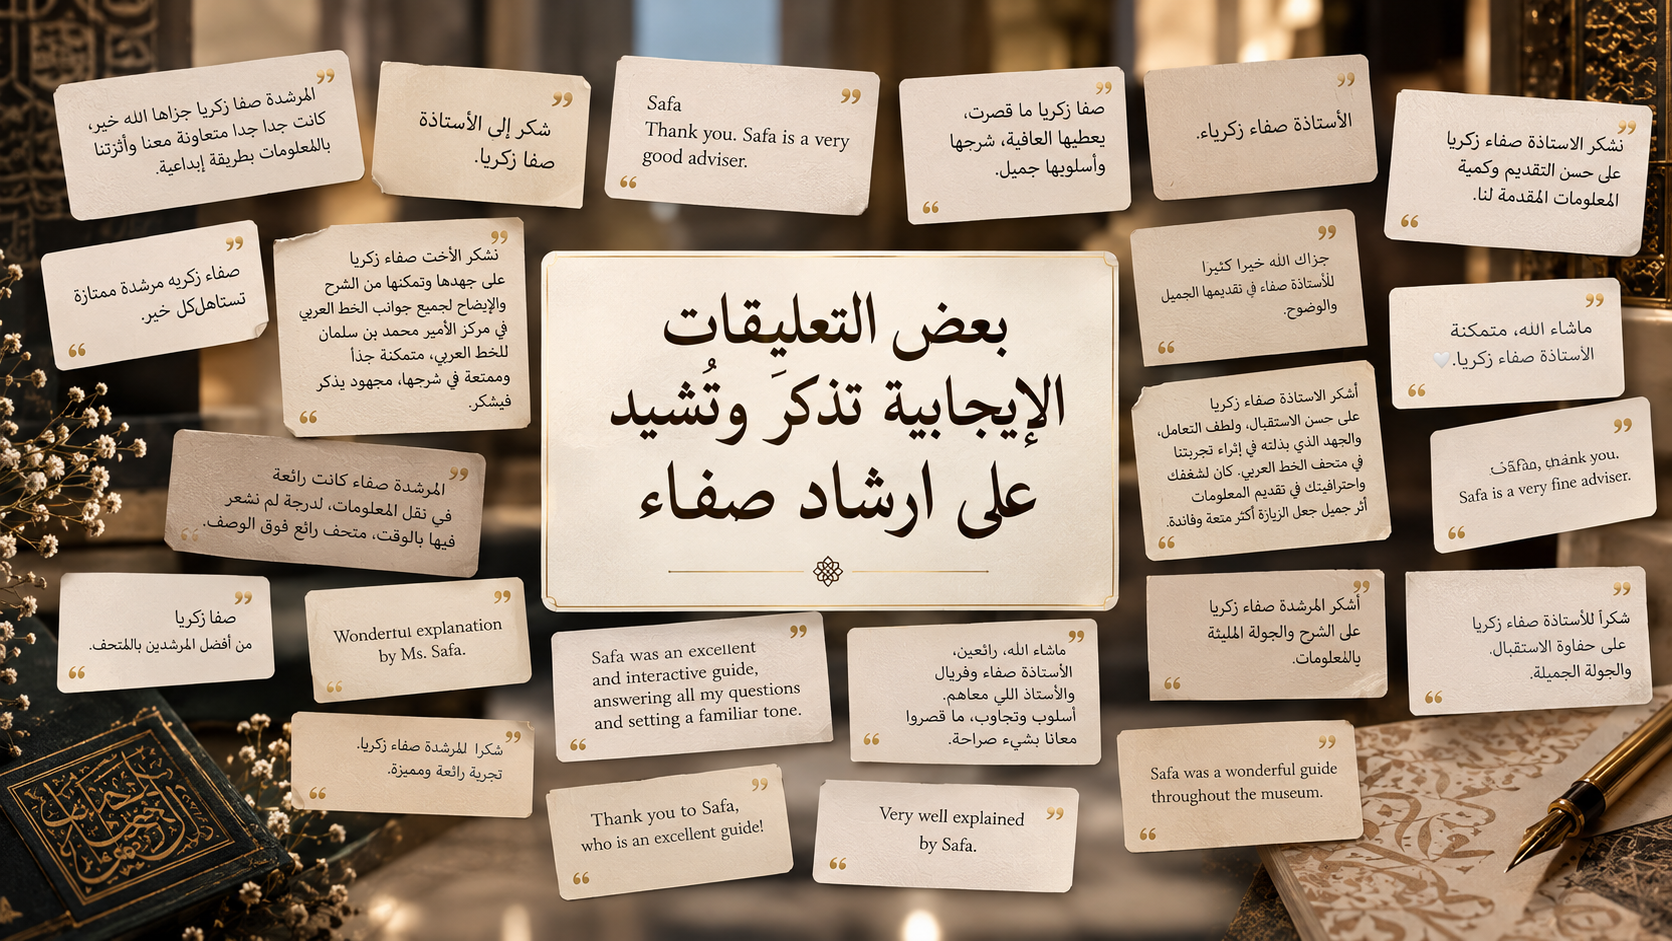 المرشدة صفا زكريا جزاها الله خير،
كانت جدا جدا متعاونة معنا وأثرتنا
بالمعلومات بطريقة إبداعية.
شكر إلى الأستاذة
صفا زكريا.
Safa
Thank you. Safa is a very
good adviser.
صفا زكريا ما قصرت،
يعطيها العافية، شرحها
وأسلوبها جميل.
الأستاذة صفاء زكرياء.
نشكر الاستاذة صفاء زكريا
على حسن التقديم وكمية
المعلومات المقدمة لنا.
صفاء زكريه مرشدة ممتازة
تستاهل كل خير.
نشكر الأخت صفاء زكريا
على جهدها وتمكنها من الشرح
والإيضاح لجميع جوانب الخط العربي
في مركز الأمير محمد بن سلمان
للخط العربي، متمكنة جدأ
وممتعة في شرحها، مجهود يذكر
فيشكر.
بعض التعليقات
الإيجابية تذكرَ وتُشيد
على ارشاد صفاء
جزاك الله خيرا كثيرا
للأستاذة صفاء في تقديمها الجميل
والوضوح.
ماشاء الله، متمكنة
الأستاذة صفاء زكريا.🤍
أشكر الاستاذة صفاء زكريا
على حسن الاستقبال، ولطف التعامل،
والجهد الذي بذلته في إثراء تجربتنا
في متحف الخط العربي. كان لشغفك
واحترافيتك في تقديم المعلومات
أثر جميل جعل الزيارة أكثر متعة وفائدة.
thank you.
Safa is a very fine adviser.
المرشدة صفاء كانت رائعة
في نقل المعلومات، لدرجة لم نشعر
فيها بالوقت، متحف رائع فوق الوصف.
صفا زكريا
من أفضل المرشدين بالمتحف.
Wonderful explanation
by Ms. Safa.
Safa was an excellent
and interactive guide,
answering all my questions
and setting a familiar tone.
ماشاء الله، رائعين،
الأستاذة صفاء وفريال
والأستاذ اللي معاهم.
أسلوب وتجاوب، ما قصروا
معانا بشيء صراحة.
أشكر المرشدة صفاء زكريا
على الشرح والجولة المليئة
بالمعلومات.
شكراً للأستاذة صفاء زكريا
على حفاوة الاستقبال.
والجولة الجميلة.
شكرا المرشدة صفاء زكريا.
تجربة رائعة ومميزة.
Thank you to Safa,
who is an excellent guide!
Very well explained
by Safa.
Safa was a wonderful guide
throughout the museum.